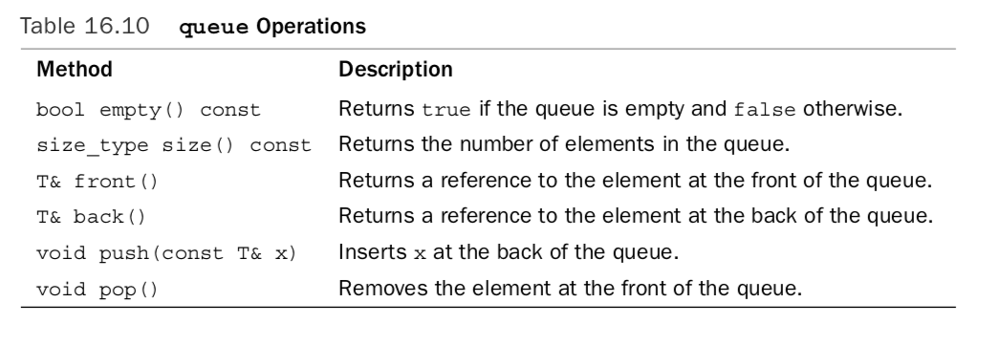 Table 16.10 queue Operations
Method Description
bool empty() const Returns true if the queue is empty and false otherwise.
size_type size() const Returns the number of elements in the queue.
T& front() Returns a reference to the element at the front of the queue.
T& back() Returns a reference to the element at the back of the queue.
void push(const T& x) Inserts x at the back of the queue.
void pop() Removes the element at the front of the queue.